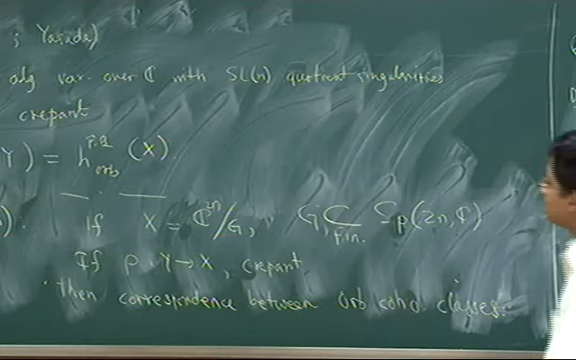 ; Yasuda)
alg. var. over ℂ with SL(n) quotient singularities
crepant
Y) = h^{p,q}_{orb} (X)
). If X = ℂ^{2n}/G, G ⊂_{fin.} Sp(2n, ℂ)
If ρ: Y → X, crepant
then correspondence between orb coho. classes.